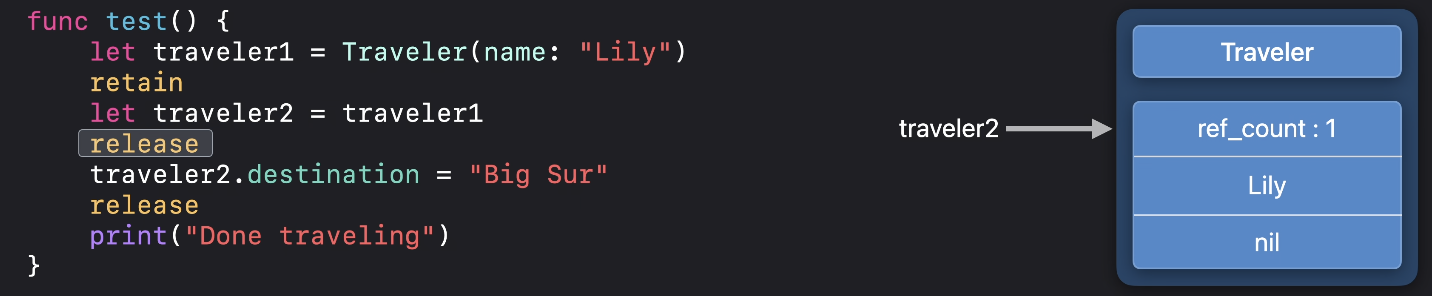 func test() {
    let traveler1 = Traveler(name: "Lily")
    retain
    let traveler2 = traveler1
    release
    traveler2.destination = "Big Sur"
    release
    print("Done traveling")
}
traveler2
Traveler
ref_count : 1
Lily
nil